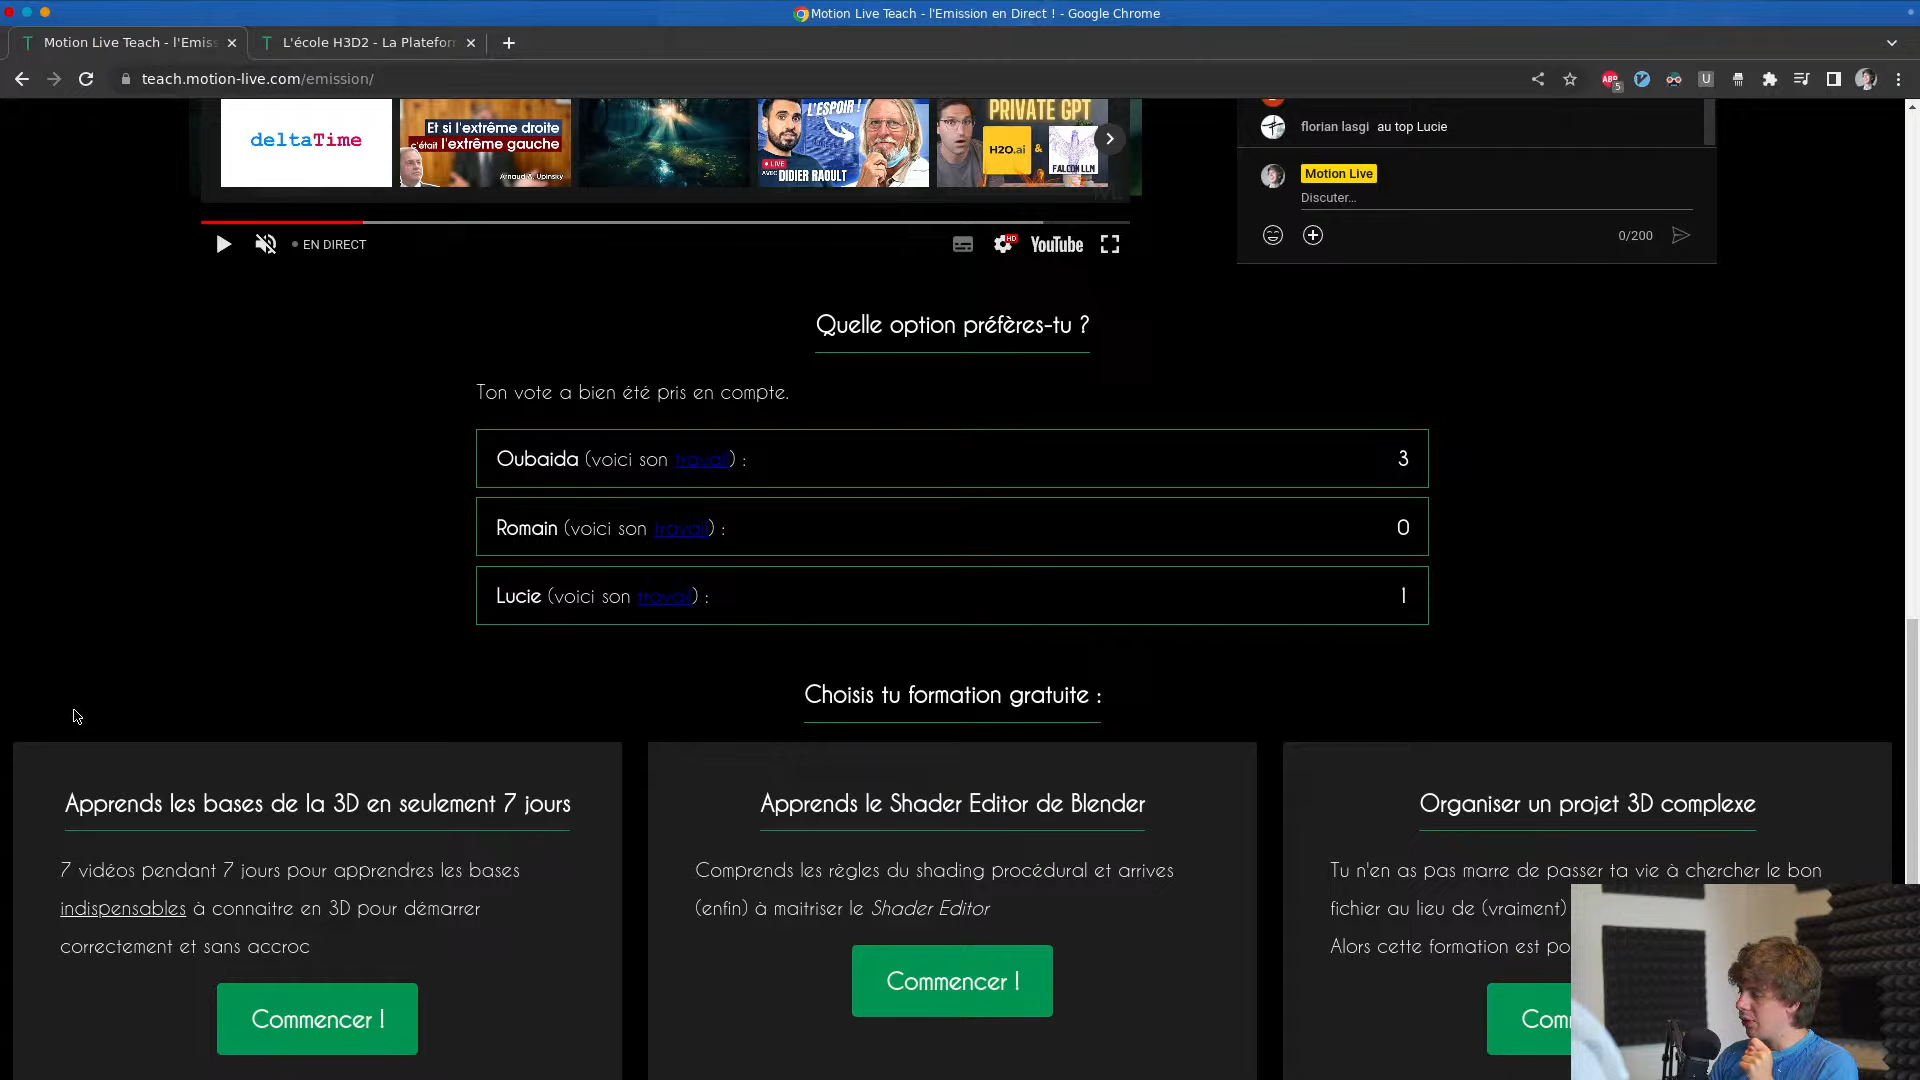 Motion Live Teach - l'Emission en Direct ! - Google Chrome
Motion Live Teach - l'Emiss
L'école H3D2 - La Platefor
teach.motion-live.com/emission/
ABP
5
U
deltaTime
Et si l'extrême droite
c'était l'extrême gauche
Arnaud A. Upinsky
L'ESPOIR !
LIVE
AVEC
DIDIER RAOULT
PRIVATE GPT
H2O.ai
&
FALCON LLM
florian lasgi au top Lucie
Motion Live
Discuter...
0/200
EN DIRECT
HD
YouTube
Quelle option préfères-tu ?
Ton vote a bien été pris en compte.
Oubaida (voici son travail) : 3
Romain (voici son travail) : 0
Lucie (voici son travail) : 1
Choisis tu formation gratuite :
Apprends les bases de la 3D en seulement 7 jours
7 vidéos pendant 7 jours pour apprendres les bases
indispensables à connaitre en 3D pour démarrer
correctement et sans accroc
Commencer !
Apprends le Shader Editor de Blender
Comprends les règles du shading procédural et arrives
(enfin) à maitriser le Shader Editor
Commencer !
Organiser un projet 3D complexe
Tu n'en as pas marre de passer ta vie à chercher le bon
fichier au lieu de (vraiment)
Alors cette formation est po
Com